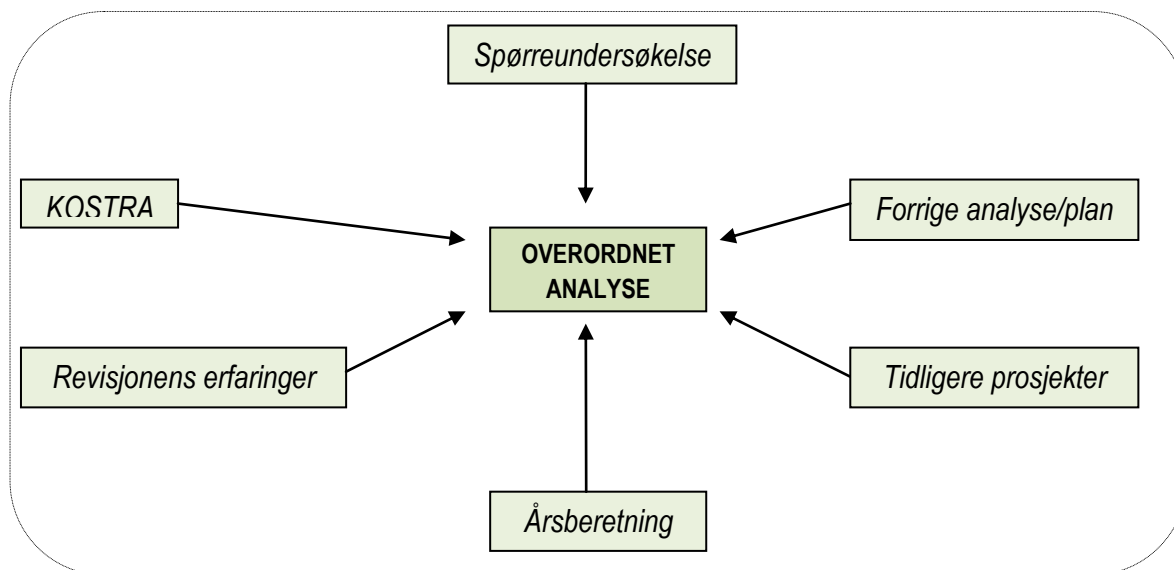 Spørreundersøkelse
KOSTRA
Forrige analyse/plan
OVERORDNET
ANALYSE
Revisjonens erfaringer
Tidligere prosjekter
Årsberetning